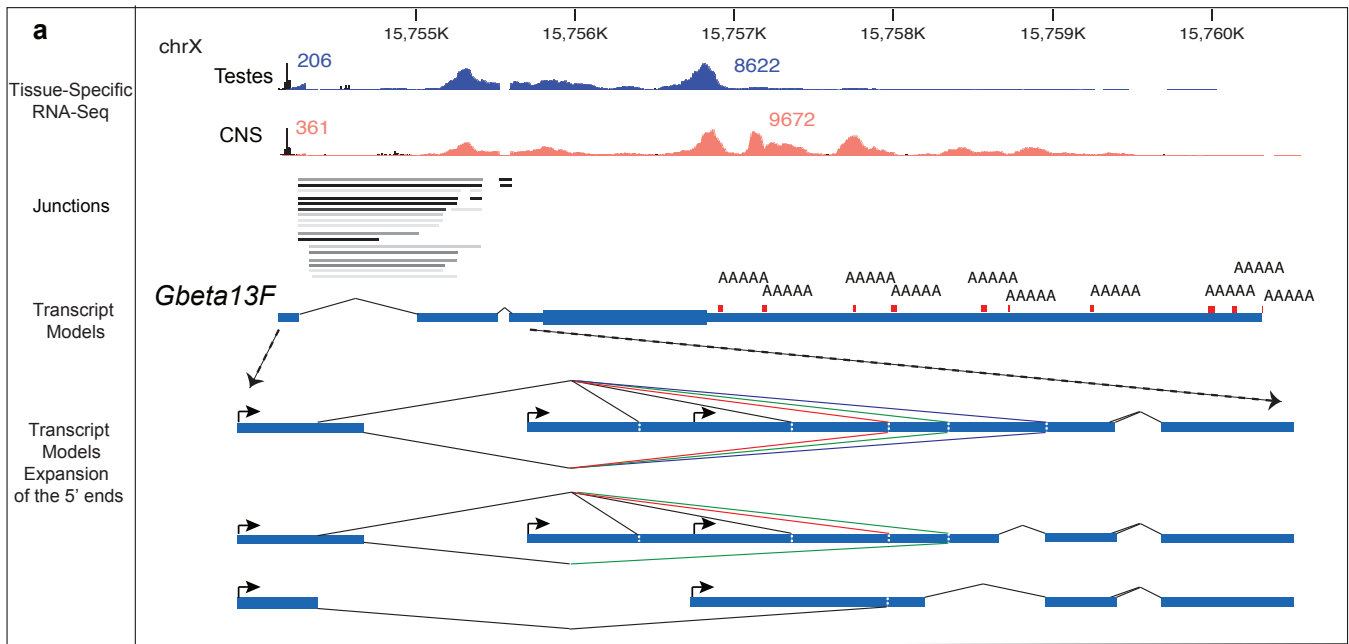 a
chrX
15,755K
15,756K
15,757K
15,758K
15,759K
15,760K
Tissue-Specific
RNA-Seq
Testes
206
8622
CNS
361
9672
Junctions
Transcript
Models
Gbeta13F
AAAAA
AAAAA
AAAAA
AAAAA
AAAAA
AAAAA
AAAAA
AAAAA
AAAAA
AAAAA
Transcript
Models
Expansion
of the 5' ends